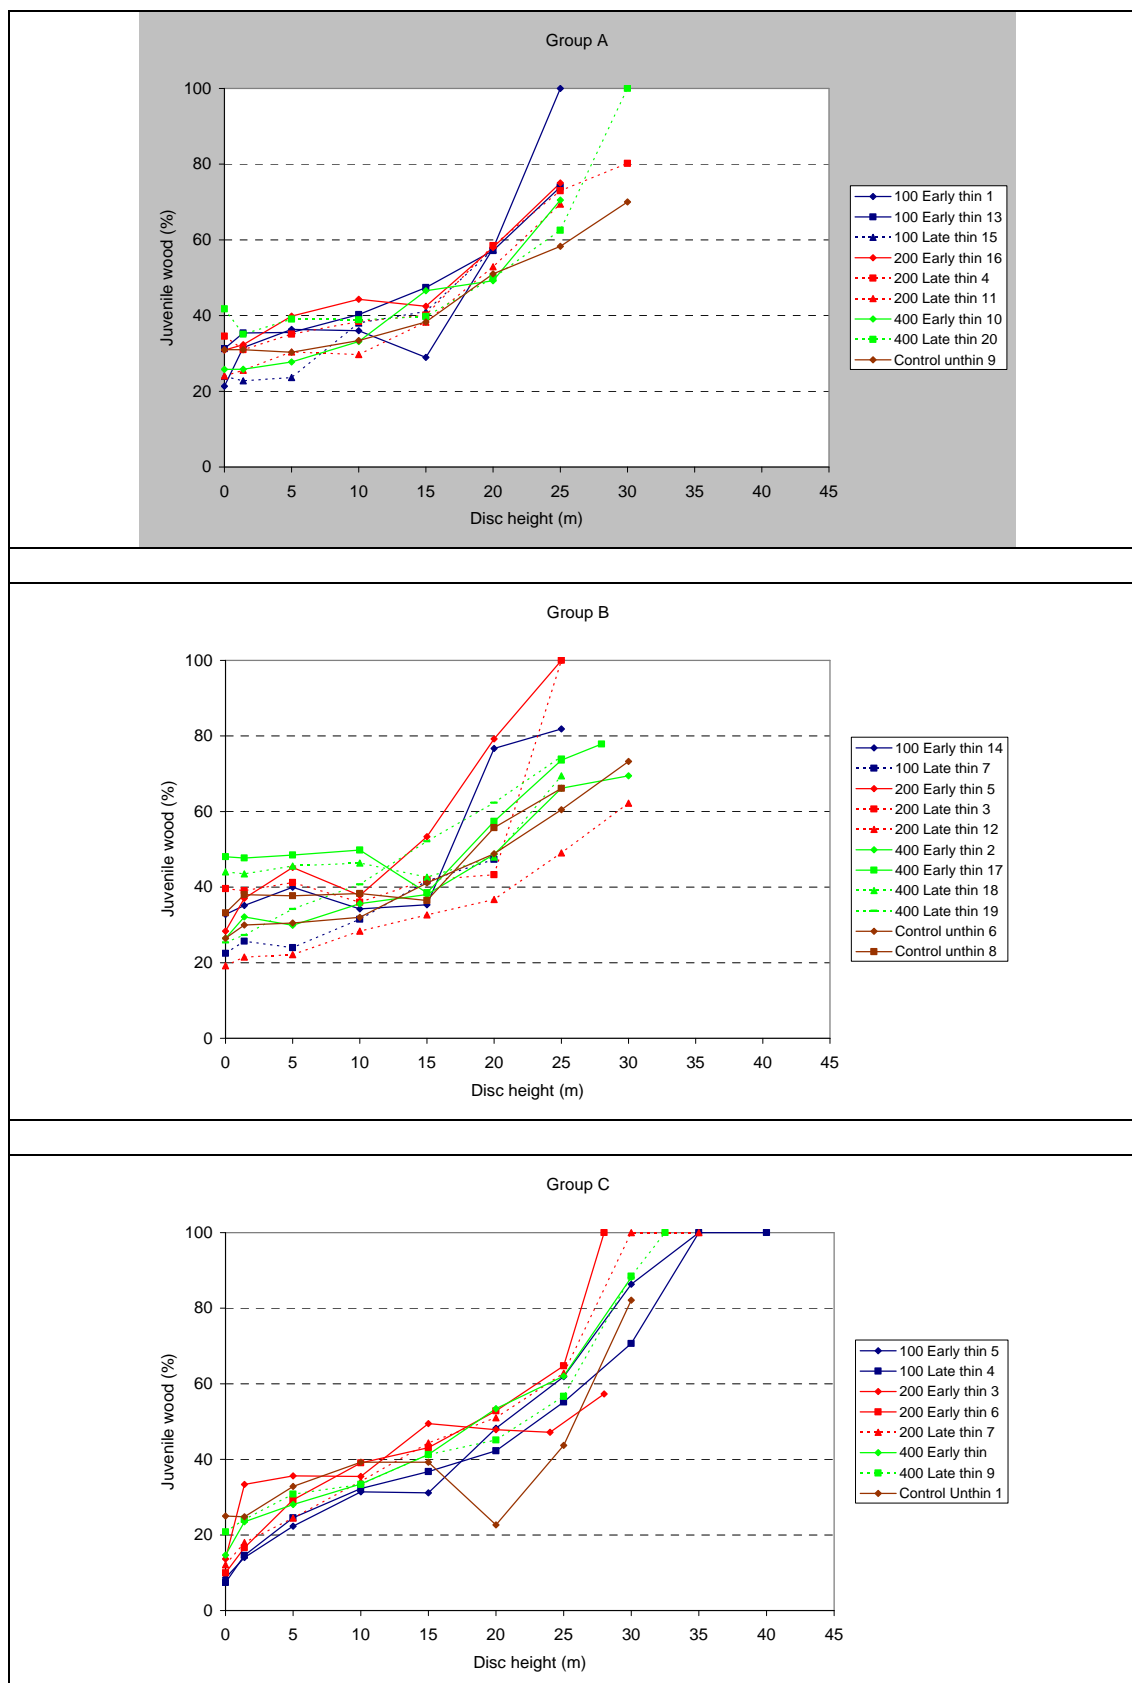 Group A
Juvenile wood (%)
100
80
60
40
20
0
0 5 10 15 20 25 30 35 40 45
Disc height (m)
100 Early thin 1
100 Early thin 13
100 Late thin 15
200 Early thin 16
200 Late thin 4
200 Late thin 11
400 Early thin 10
400 Late thin 20
Control unthin 9
Group B
Juvenile wood (%)
100
80
60
40
20
0
0 5 10 15 20 25 30 35 40 45
Disc height (m)
100 Early thin 14
100 Late thin 7
200 Early thin 5
200 Late thin 3
200 Late thin 12
400 Early thin 2
400 Early thin 17
400 Late thin 18
400 Late thin 19
Control unthin 6
Control unthin 8
Group C
Juvenile wood (%)
100
80
60
40
20
0
0 5 10 15 20 25 30 35 40 45
Disc height (m)
100 Early thin 5
100 Late thin 4
200 Early thin 3
200 Early thin 6
200 Late thin 7
400 Early thin
400 Late thin 9
Control Unthin 1